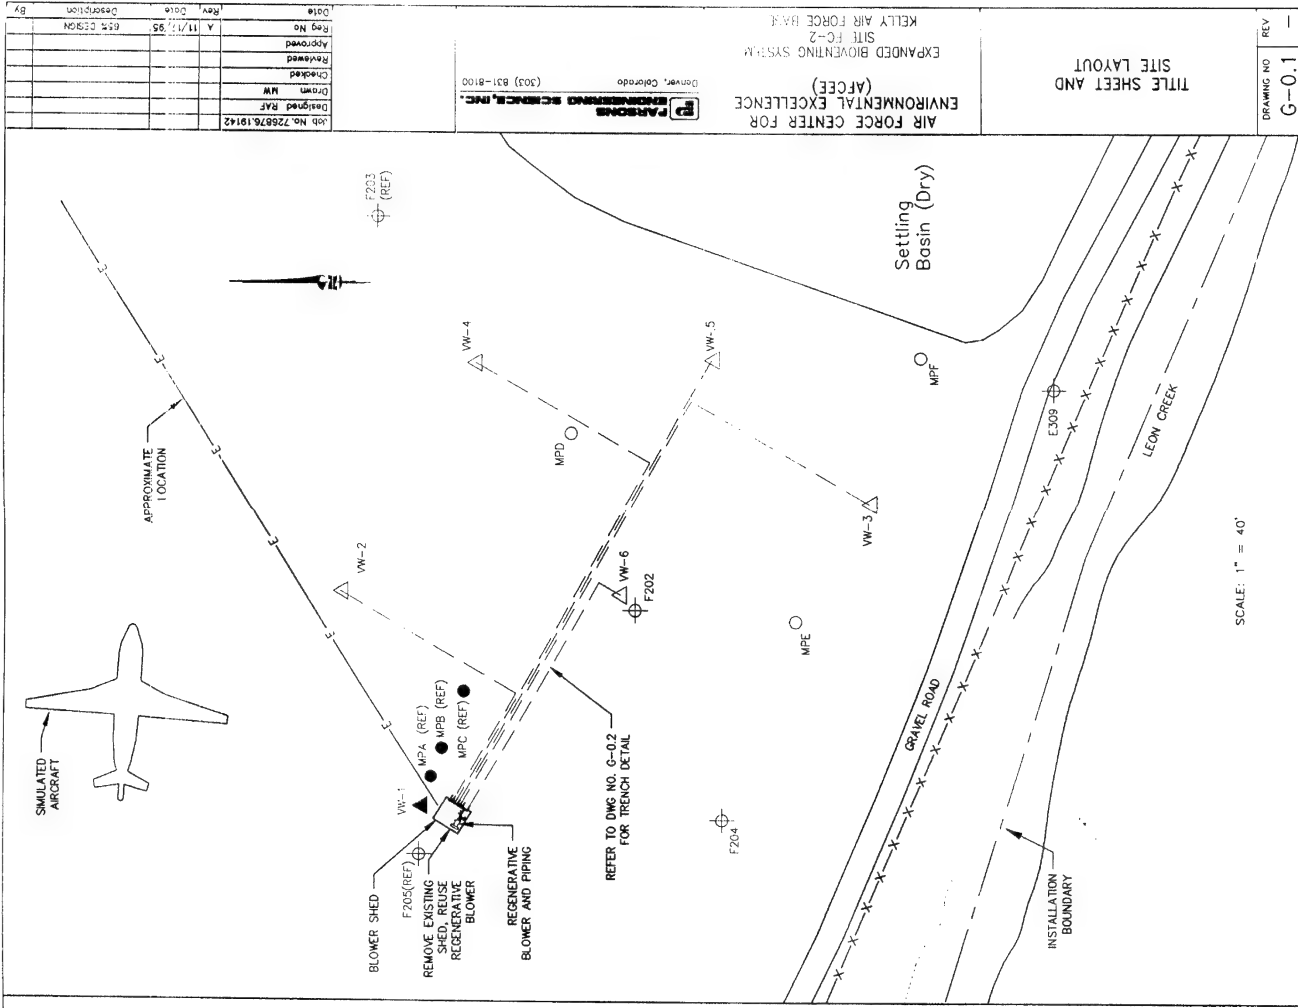 Job No. 726876.19142
Designed RAF
Drawn MW
Checked
Reviewed
Approved
Reg No
Date
A
65% DESIGN
Rev
Date
Description
By
PARSONS
ENGINEERING SCIENCE, INC.
Denver, Colorado (303) 831-8100
AIR FORCE CENTER FOR
ENVIRONMENTAL EXCELLENCE
(AFCEE)
EXPANDED BIOVENTING SYSTEM
SITE FC-2
KELLY AIR FORCE BASE
TITLE SHEET AND
SITE LAYOUT
DRAWING NO
G-0.1
REV
SIMULATED
AIRCRAFT
APPROXIMATE
LOCATION
E
E
E
E
E
E
F203
(REF)
VW-4
VW-5
VW-2
MPD
VW-6
F202
VW-3
MPF
MPE
E309
Settling
Basin (Dry)
LEON CREEK
GRAVEL ROAD
VW-1
MPA (REF)
MPB (REF)
MPC (REF)
BLOWER SHED
F205(REF)
REMOVE EXISTING
SHED, REUSE
REGENERATIVE
BLOWER
REGENERATIVE
BLOWER AND PIPING
REFER TO DWG NO. G-0.2
FOR TRENCH DETAIL
F204
INSTALLATION
BOUNDARY
SCALE: 1" = 40'